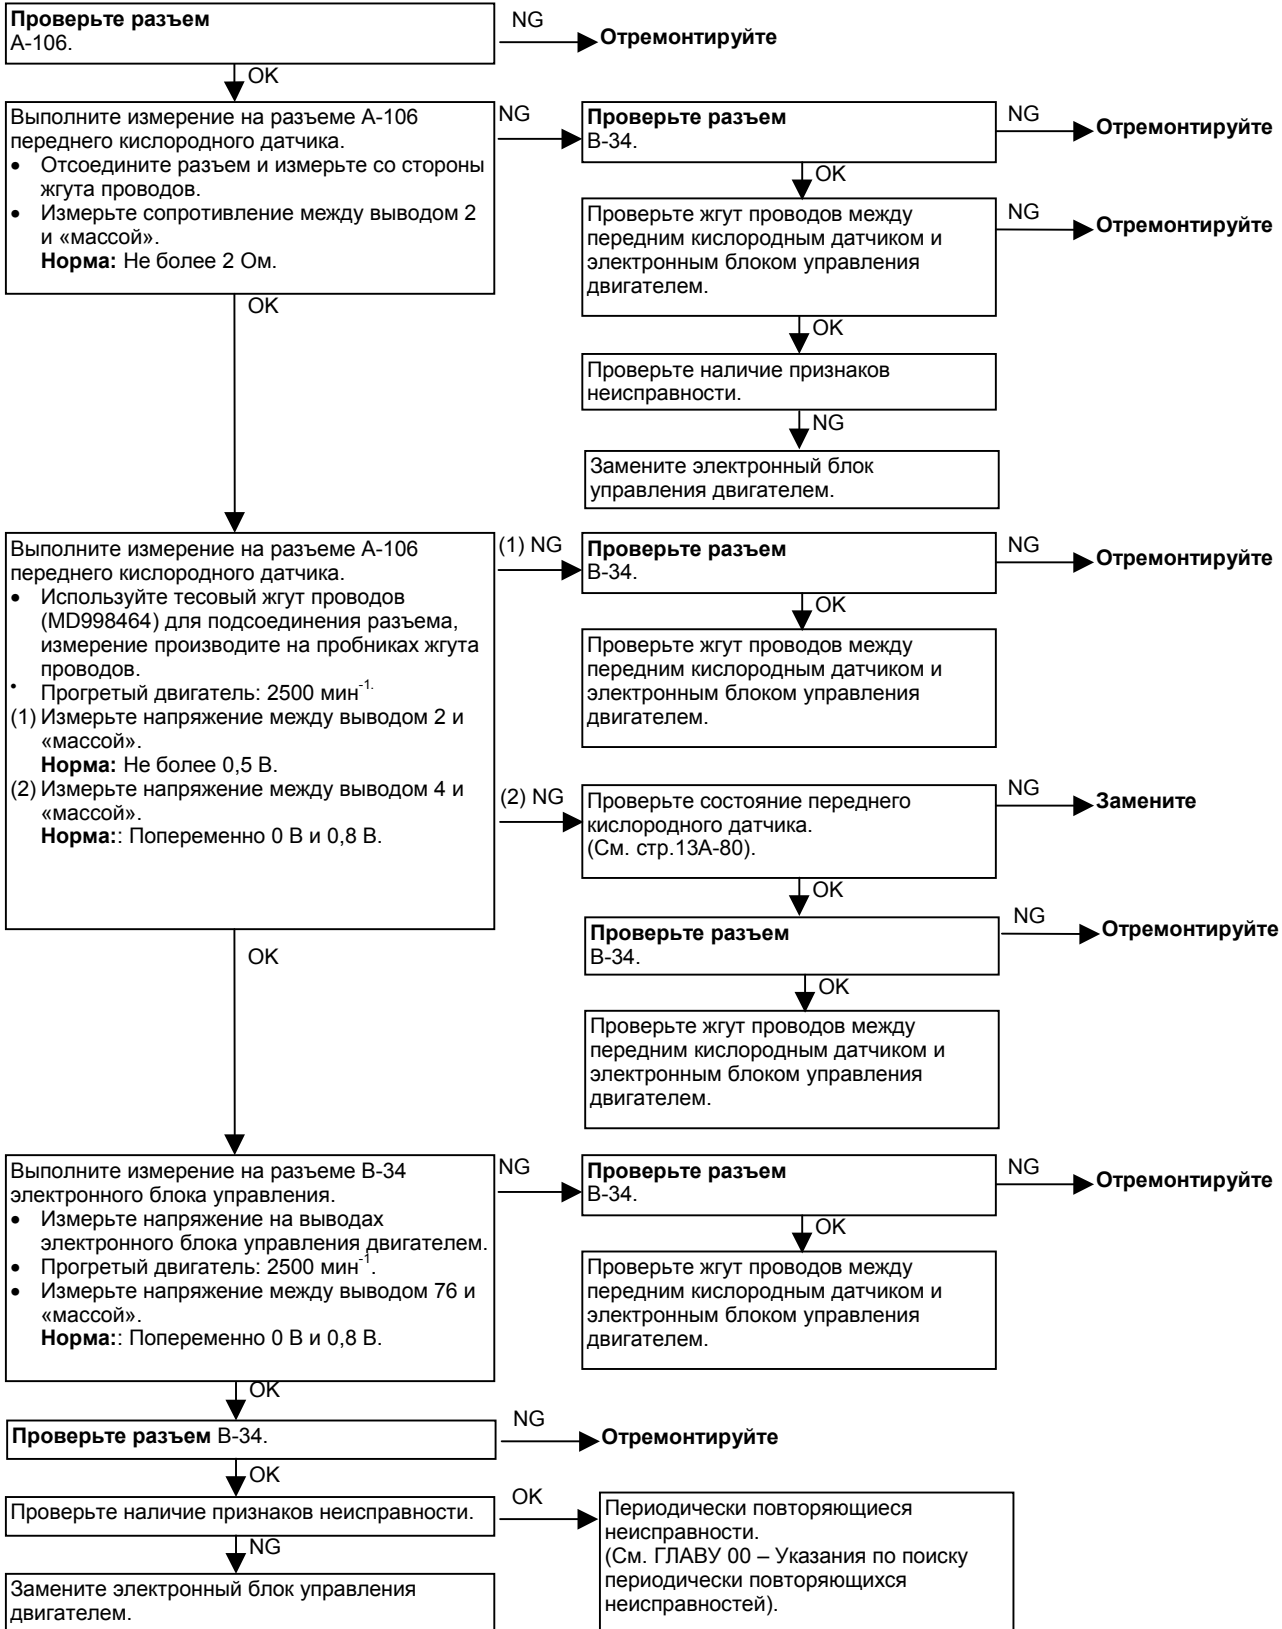 Проверьте разъем
А-106.
NG
Отремонтируйте
OK
Выполните измерение на разъеме А-106
переднего кислородного датчика.
• Отсоедините разъем и измерьте со стороны
жгута проводов.
• Измерьте сопротивление между выводом 2
и «массой».
Норма: Не более 2 Ом.
NG
Проверьте разъем
В-34.
NG
Отремонтируйте
OK
Проверьте жгут проводов между
передним кислородным датчиком и
электронным блоком управления
двигателем.
NG
Отремонтируйте
OK
Проверьте наличие признаков
неисправности.
NG
Замените электронный блок
управления двигателем.
OK
Выполните измерение на разъеме А-106
переднего кислородного датчика.
• Используйте тесовый жгут проводов
(MD998464) для подсоединения разъема,
измерение производите на пробниках жгута
проводов.
• Прогретый двигатель: 2500 мин-1.
(1) Измерьте напряжение между выводом 2 и
«массой».
Норма: Не более 0,5 В.
(2) Измерьте напряжение между выводом 4 и
«массой».
Норма:: Попеременно 0 В и 0,8 В.
(1) NG
Проверьте разъем
В-34.
NG
Отремонтируйте
OK
Проверьте жгут проводов между
передним кислородным датчиком и
электронным блоком управления
двигателем.
(2) NG
Проверьте состояние переднего
кислородного датчика.
(См. стр.13А-80).
NG
Замените
OK
Проверьте разъем
В-34.
NG
Отремонтируйте
OK
Проверьте жгут проводов между
передним кислородным датчиком и
электронным блоком управления
двигателем.
OK
Выполните измерение на разъеме В-34
электронного блока управления.
• Измерьте напряжение на выводах
электронного блока управления двигателем.
• Прогретый двигатель: 2500 мин-1.
• Измерьте напряжение между выводом 76 и
«массой».
Норма:: Попеременно 0 В и 0,8 В.
NG
Проверьте разъем
В-34.
NG
Отремонтируйте
OK
Проверьте жгут проводов между
передним кислородным датчиком и
электронным блоком управления
двигателем.
OK
Проверьте разъем В-34.
NG
Отремонтируйте
OK
Проверьте наличие признаков неисправности.
OK
Периодически повторяющиеся
неисправности.
(См. ГЛАВУ 00 – Указания по поиску
периодически повторяющихся
неисправностей).
NG
Замените электронный блок управления
двигателем.